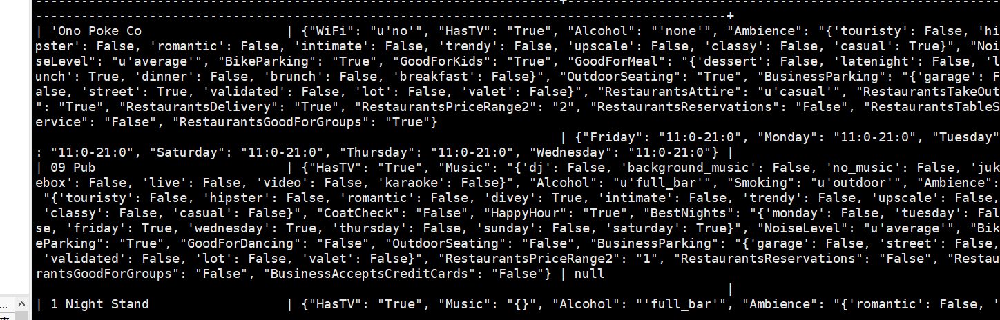 | 'Ono Poke Co | {"WiFi": "u'no'", "HasTV": "True", "Alcohol": "'none'", "Ambience": "{'touristy': False, 'hi
pster': False, 'romantic': False, 'intimate': False, 'trendy': False, 'upscale': False, 'classy': False, 'casual': True}", "Noi
seLevel": "u'average'", "BikeParking": "True", "GoodForKids": "True", "GoodForMeal": "{'dessert': False, 'latenight': False, 'l
unch': True, 'dinner': False, 'brunch': False, 'breakfast': False}", "OutdoorSeating": "True", "BusinessParking": "{'garage': F
alse, 'street': True, 'validated': False, 'lot': False, 'valet': False}", "RestaurantsAttire": "u'casual'", "RestaurantsTakeOut
": "True", "RestaurantsDelivery": "True", "RestaurantsPriceRange2": "2", "RestaurantsReservations": "False", "RestaurantsTableS
ervice": "False", "RestaurantsGoodForGroups": "True"}
| {"Friday": "11:0-21:0", "Monday": "11:0-21:0", "Tuesday"
: "11:0-21:0", "Saturday": "11:0-21:0", "Thursday": "11:0-21:0", "Wednesday": "11:0-21:0"} |
| 09 Pub | {"HasTV": "True", "Music": "{'dj': False, 'background_music': False, 'no_music': False, 'juk
ebox': False, 'live': False, 'video': False, 'karaoke': False}", "Alcohol": "u'full_bar'", "Smoking": "u'outdoor'", "Ambience":
"{'touristy': False, 'hipster': False, 'romantic': False, 'divey': True, 'intimate': False, 'trendy': False, 'upscale': False,
'classy': False, 'casual': False}", "CoatCheck": "False", "HappyHour": "True", "BestNights": "{'monday': False, 'tuesday': Fal
se, 'friday': True, 'wednesday': True, 'thursday': False, 'sunday': False, 'saturday': True}", "NoiseLevel": "u'average'", "Bik
eParking": "True", "GoodForDancing": "False", "OutdoorSeating": "False", "BusinessParking": "{'garage': False, 'street': False,
'validated': False, 'lot': False, 'valet': False}", "RestaurantsPriceRange2": "1", "RestaurantsReservations": "False", "Restau
rantsGoodForGroups": "False", "BusinessAcceptsCreditCards": "False"} | null
|
| 1 Night Stand | {"HasTV": "True", "Music": "{}", "Alcohol": "'full_bar'", "Ambience": "{'romantic': False, '